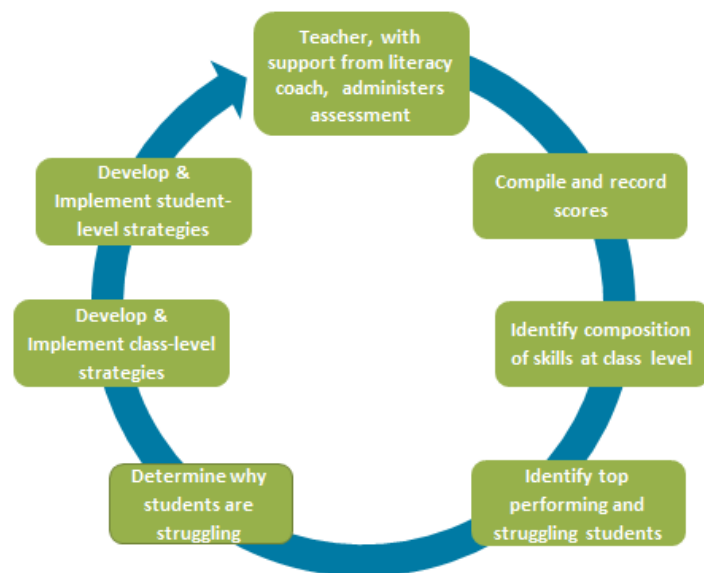 Teacher, with
support from literacy
coach, administers
assessment
Compile and record
scores
Identify composition
of skills at class level
Identify top
performing and
struggling students
Determine why
students are
struggling
Develop &
Implement class-level
strategies
Develop &
Implement student-
level strategies